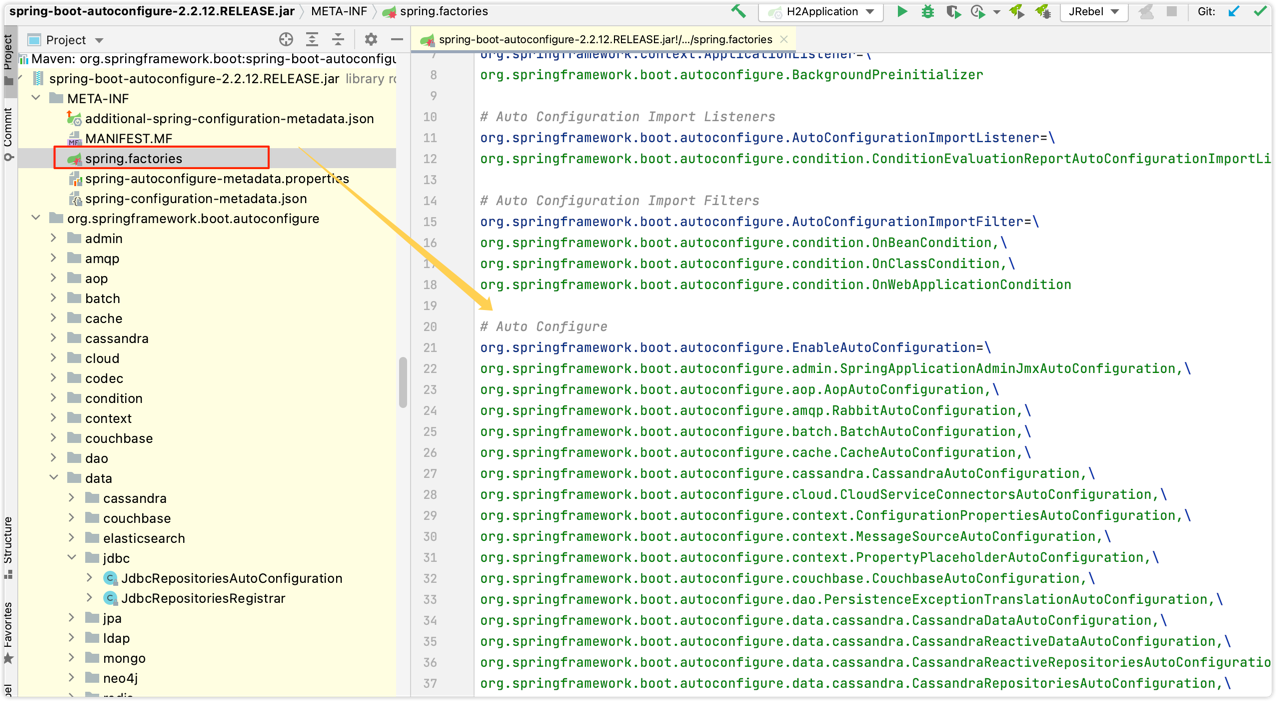 spring-boot-autoconfigure-2.2.12.RELEASE.jar META-INF spring.factories H2Application JRebel Git:
Project
spring-boot-autoconfigure-2.2.12.RELEASE.jar!/.../spring.factories
Project
Commit
Structure
Favorites
Maven: org.springframework.boot:spring-boot-autoconfigu
spring-boot-autoconfigure-2.2.12.RELEASE.jar library ro
META-INF
additional-spring-configuration-metadata.json
MANIFEST.MF
spring.factories
spring-autoconfigure-metadata.properties
spring-configuration-metadata.json
org.springframework.boot.autoconfigure
admin
amqp
aop
batch
cache
cassandra
cloud
codec
condition
context
couchbase
dao
data
cassandra
couchbase
elasticsearch
jdbc
JdbcRepositoriesAutoConfiguration
JdbcRepositoriesRegistrar
jpa
ldap
mongo
neo4j
redis
7 org.springframework.context.ApplicationListener=\
8 org.springframework.boot.autoconfigure.BackgroundPreinitializer
9
10 # Auto Configuration Import Listeners
11 org.springframework.boot.autoconfigure.AutoConfigurationImportListener=\
12 org.springframework.boot.autoconfigure.condition.ConditionEvaluationReportAutoConfigurationImportLi
13
14 # Auto Configuration Import Filters
15 org.springframework.boot.autoconfigure.AutoConfigurationImportFilter=\
16 org.springframework.boot.autoconfigure.condition.OnBeanCondition,\
17 org.springframework.boot.autoconfigure.condition.OnClassCondition,\
18 org.springframework.boot.autoconfigure.condition.OnWebApplicationCondition
19
20 # Auto Configure
21 org.springframework.boot.autoconfigure.EnableAutoConfiguration=\
22 org.springframework.boot.autoconfigure.admin.SpringApplicationAdminJmxAutoConfiguration,\
23 org.springframework.boot.autoconfigure.aop.AopAutoConfiguration,\
24 org.springframework.boot.autoconfigure.amqp.RabbitAutoConfiguration,\
25 org.springframework.boot.autoconfigure.batch.BatchAutoConfiguration,\
26 org.springframework.boot.autoconfigure.cache.CacheAutoConfiguration,\
27 org.springframework.boot.autoconfigure.cassandra.CassandraAutoConfiguration,\
28 org.springframework.boot.autoconfigure.cloud.CloudServiceConnectorsAutoConfiguration,\
29 org.springframework.boot.autoconfigure.context.ConfigurationPropertiesAutoConfiguration,\
30 org.springframework.boot.autoconfigure.context.MessageSourceAutoConfiguration,\
31 org.springframework.boot.autoconfigure.context.PropertyPlaceholderAutoConfiguration,\
32 org.springframework.boot.autoconfigure.couchbase.CouchbaseAutoConfiguration,\
33 org.springframework.boot.autoconfigure.dao.PersistenceExceptionTranslationAutoConfiguration,\
34 org.springframework.boot.autoconfigure.data.cassandra.CassandraDataAutoConfiguration,\
35 org.springframework.boot.autoconfigure.data.cassandra.CassandraReactiveDataAutoConfiguration,\
36 org.springframework.boot.autoconfigure.data.cassandra.CassandraReactiveRepositoriesAutoConfiguratio
37 org.springframework.boot.autoconfigure.data.cassandra.CassandraRepositoriesAutoConfiguration,\